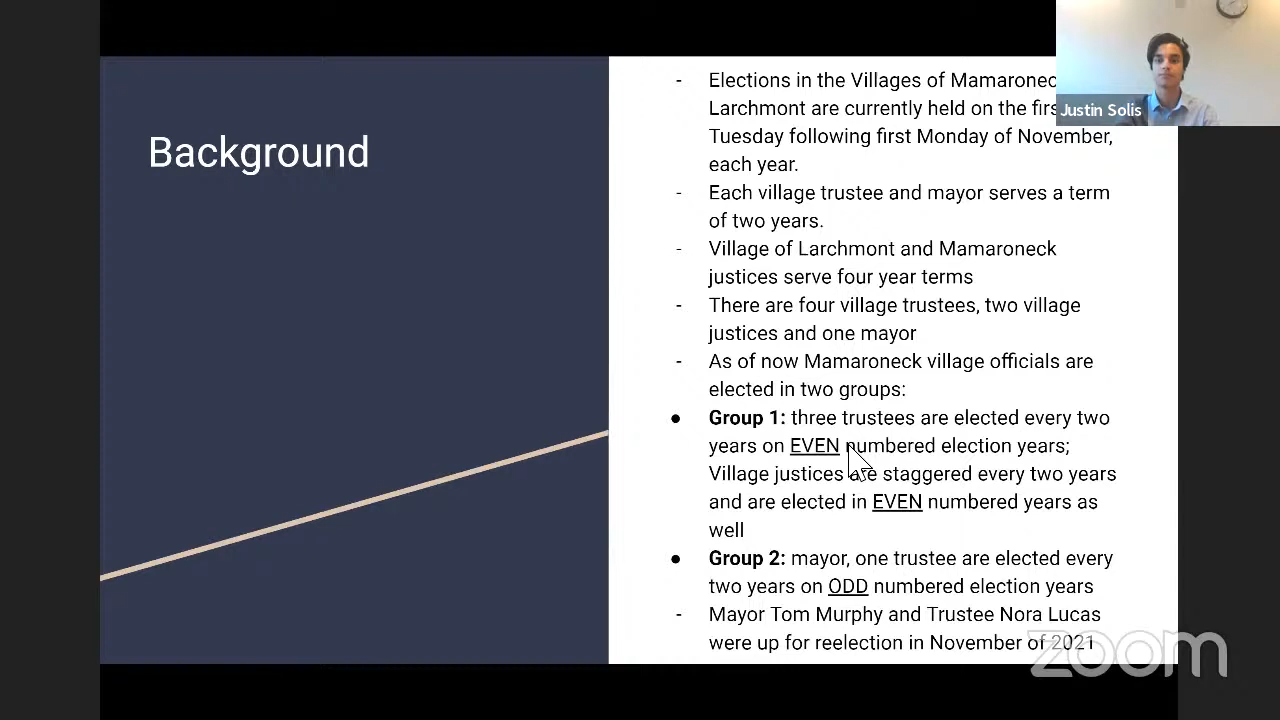 Background
- Elections in the Villages of
Larchmont are currently held on the
Tuesday following first Monday of November,
each year.
- Each village trustee and mayor serves a term
of two years.
- Village of Larchmont and Mamaroneck
justices serve four year terms
- There are four village trustees, two village
justices and one mayor
- As of now Mamaroneck village officials are
elected in two groups:
● Group 1: three trustees are elected every two
years on EVEN numbered election years;
Village justices are staggered every two years
and are elected in EVEN numbered years as
well
● Group 2: mayor, one trustee are elected every
two years on ODD numbered election years
- Mayor Tom Murphy and Trustee Nora Lucas
were up for reelection in November of 2021
Justin Solis
zoom